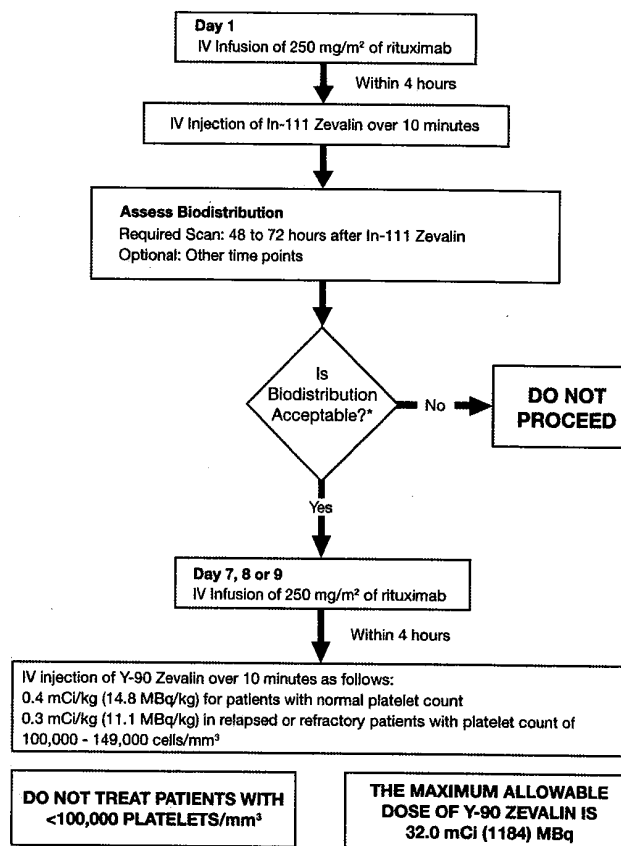 Day 1
IV Infusion of 250 mg/m² of rituximab
Within 4 hours
IV Injection of In-111 Zevalin over 10 minutes
Assess Biodistribution
Required Scan: 48 to 72 hours after In-111 Zevalin
Optional: Other time points
Is
Biodistribution
Acceptable?*
No
DO NOT
PROCEED
Yes
Day 7, 8 or 9
IV Infusion of 250 mg/m² of rituximab
Within 4 hours
IV injection of Y-90 Zevalin over 10 minutes as follows:
0.4 mCi/kg (14.8 MBq/kg) for patients with normal platelet count
0.3 mCi/kg (11.1 MBq/kg) in relapsed or refractory patients with platelet count of
100,000 - 149,000 cells/mm³
DO NOT TREAT PATIENTS WITH
<100,000 PLATELETS/mm³
THE MAXIMUM ALLOWABLE
DOSE OF Y-90 ZEVALIN IS
32.0 mCi (1184) MBq